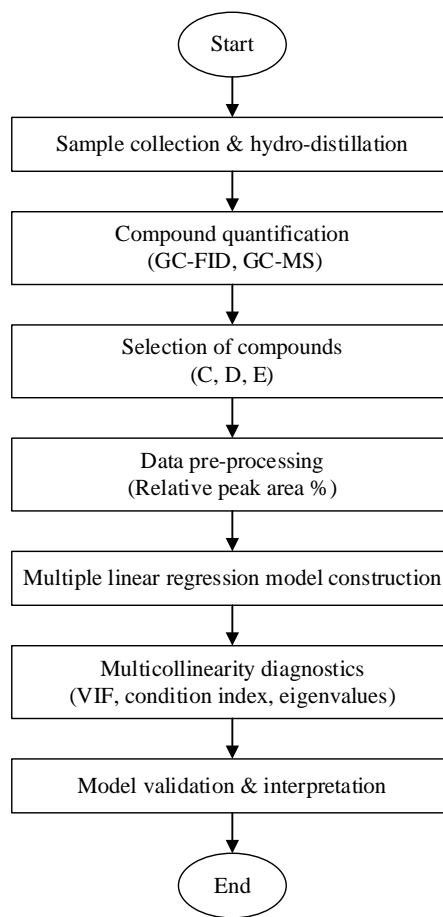 Start
Sample collection & hydro-distillation
Compound quantification
(GC-FID, GC-MS)
Selection of compounds
(C, D, E)
Data pre-processing
(Relative peak area %)
Multiple linear regression model construction
Multicollinearity diagnostics
(VIF, condition index, eigenvalues)
Model validation & interpretation
End